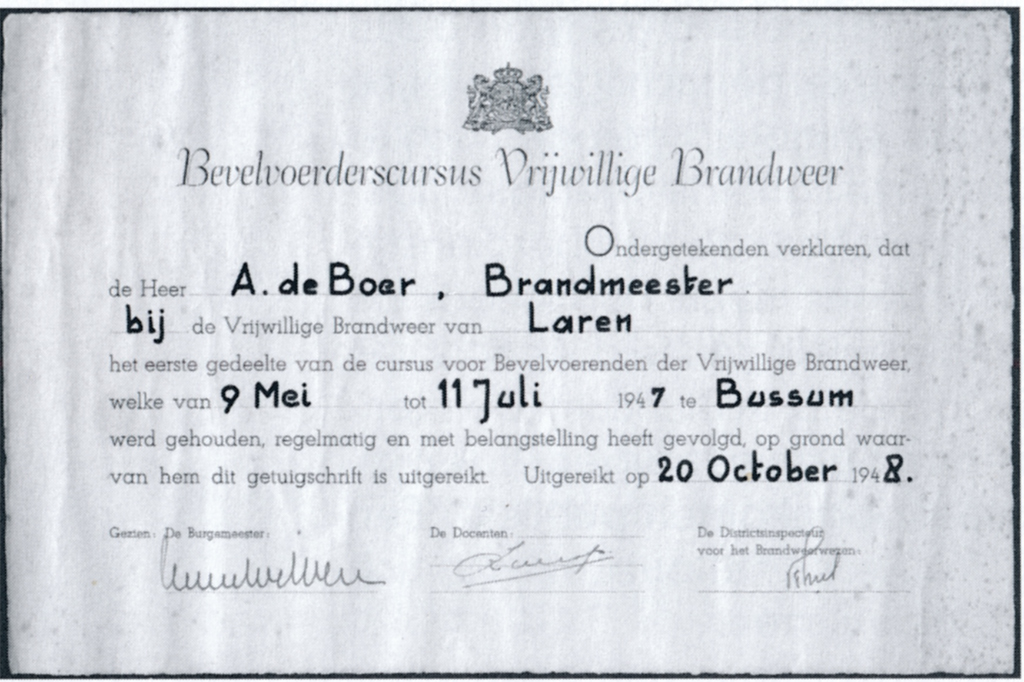 Bevelvoerderscursus Vrijwillige Brandweer
Ondergetekenden verklaren, dat
de Heer A. de Boer, Brandmeester
bij de Vrijwillige Brandweer van Laren
het eerste gedeelte van de cursus voor Bevelvoerenden der Vrijwillige Brandweer,
welke van 9 Mei tot 11 Juli 1947 te Bussum
werd gehouden, regelmatig en met belangstelling heeft gevolgd, op grond waar-
van hem dit getuigschrift is uitgereikt. Uitgereikt op 20 October 1948.
Gezien: De Burgemeester: De Docenten: De Districtsinspecteur
voor het Brandweerwezen: